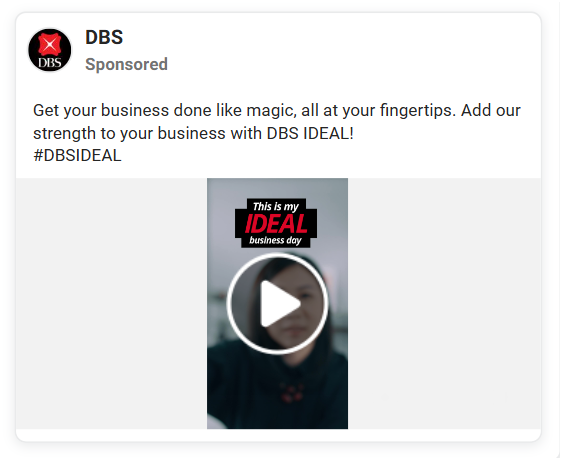 DBS
DBS
Sponsored
Get your business done like magic, all at your fingertips. Add our
strength to your business with DBS IDEAL!
#DBSIDEAL
This is my
IDEAL
business day